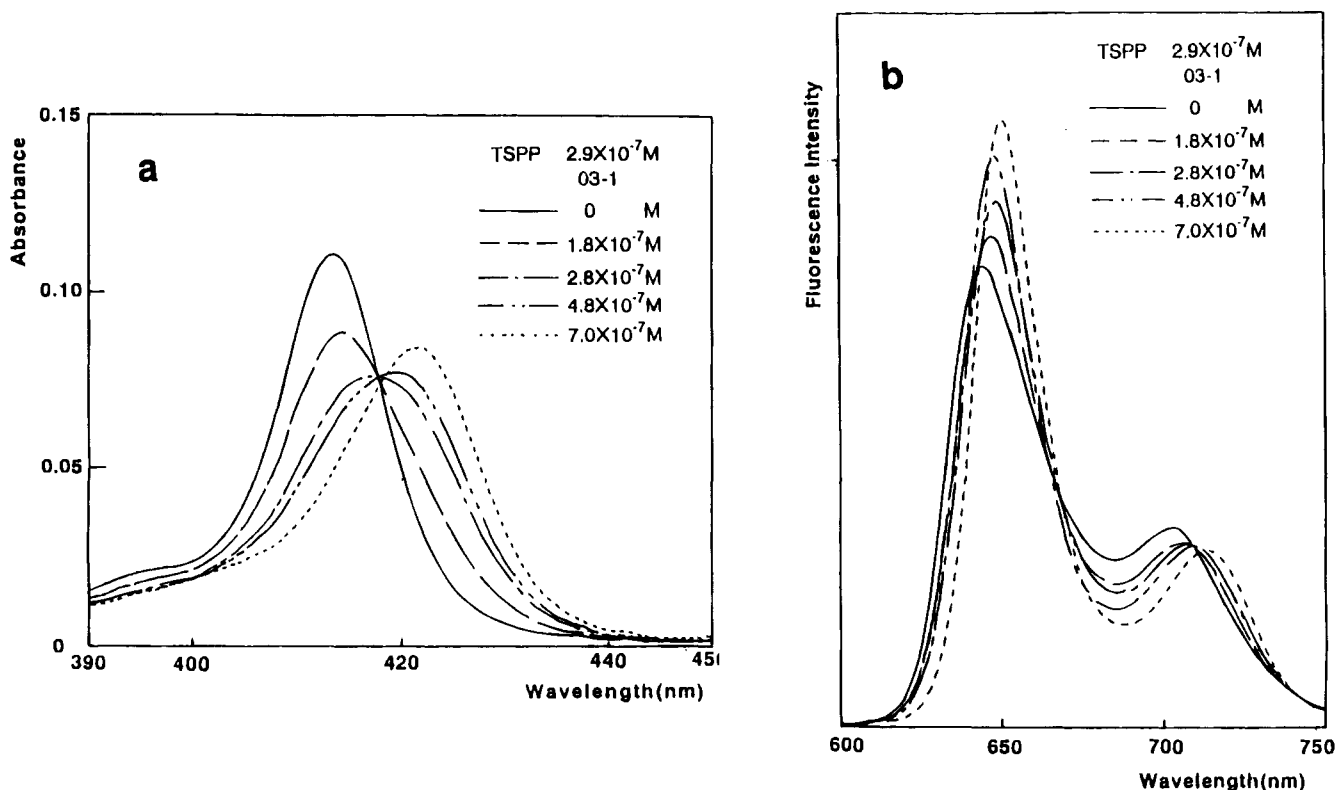 a
Absorbance
0.15
0.10
0.05
0
390
400
420
440
450
Wavelength(nm)
TSPP 2.9X10⁻⁷M
03-1
0 M
1.8X10⁻⁷M
2.8X10⁻⁷M
4.8X10⁻⁷M
7.0X10⁻⁷M
b
Fluorescence Intensity
600
650
700
750
Wavelength(nm)
TSPP 2.9X10⁻⁷M
03-1
0 M
1.8X10⁻⁷M
2.8X10⁻⁷M
4.8X10⁻⁷M
7.0X10⁻⁷M